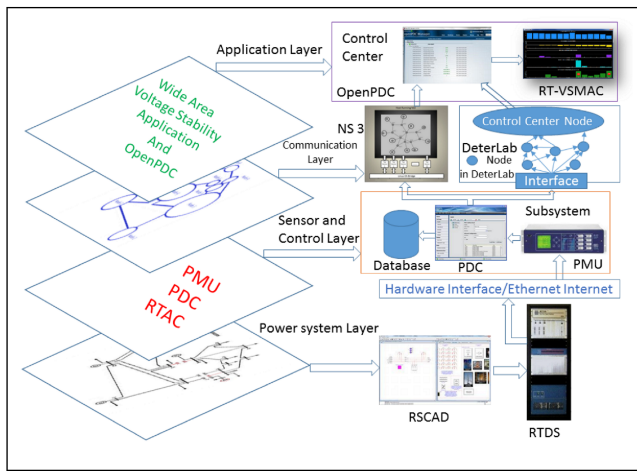 Application Layer
Control
Center
OpenPDC
RT-VSMAC
Wide Area
Voltage Stability
Application
And
OpenPDC
NS 3
Communication
Layer
Control Center Node
DeterLab
Node
in DeterLab
Interface
Sensor and
Control Layer
Subsystem
Database
PDC
PMU
PMU
PDC
RTAC
Hardware Interface/Ethernet Internet
Power system Layer
RSCAD
RTDS